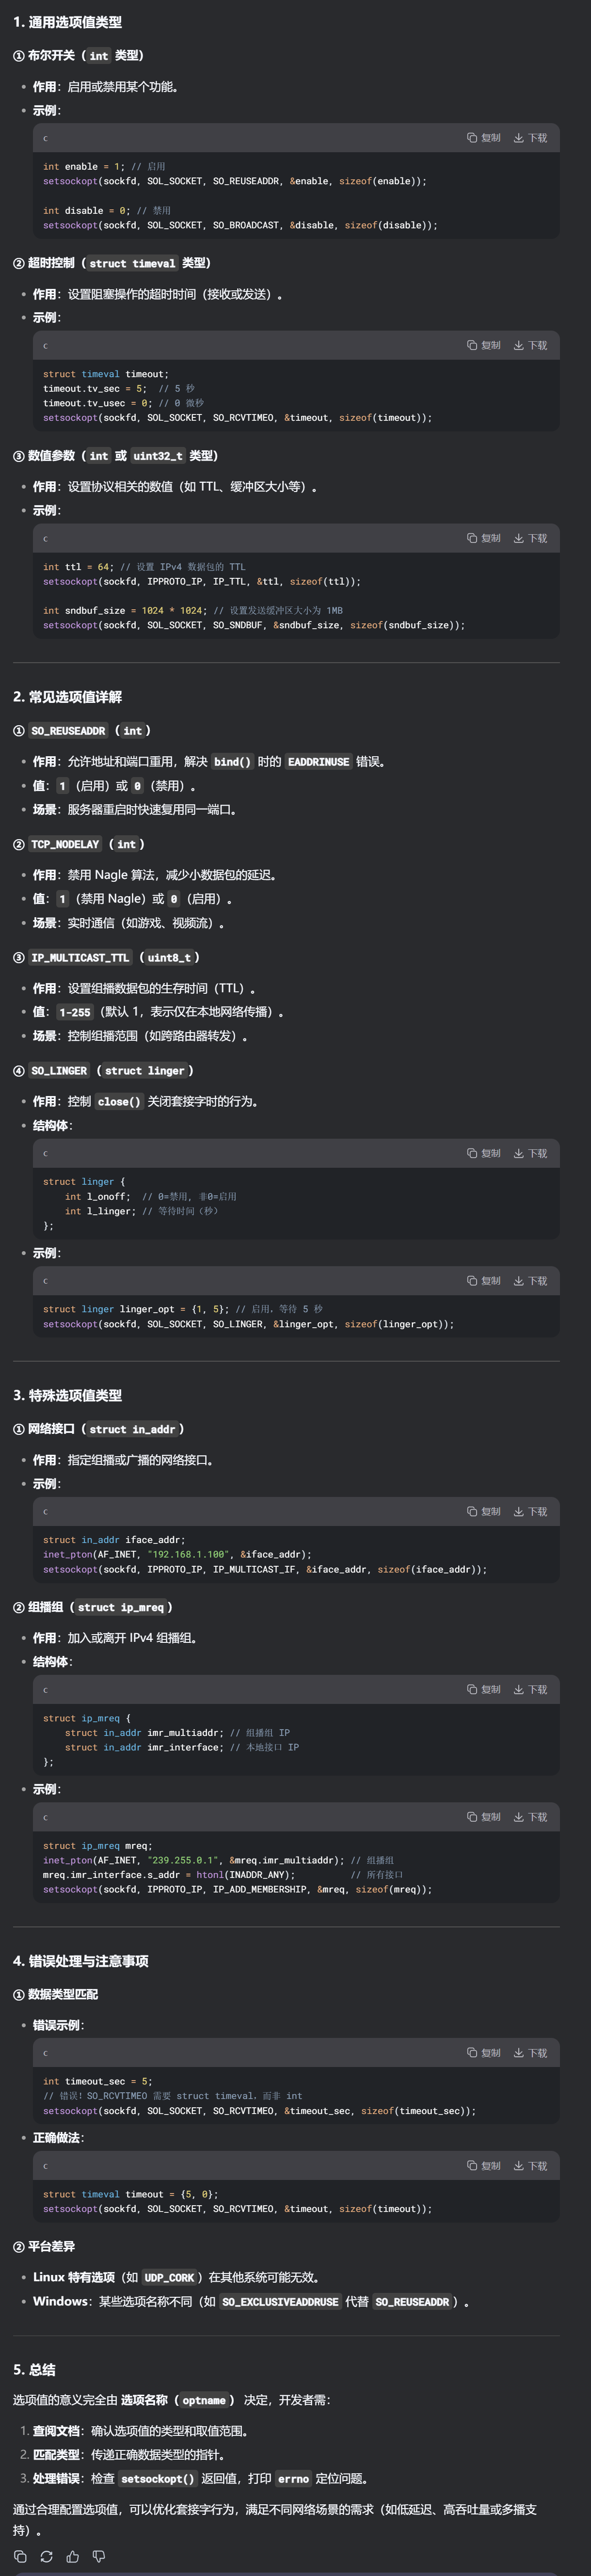 1. 通用选项值类型
① 布尔开关（int 类型）
作用：启用或禁用某个功能。
示例：
c 复制 下载
int enable = 1; // 启用
setsockopt(sockfd, SOL_SOCKET, SO_REUSEADDR, &enable, sizeof(enable));
int disable = 0; // 禁用
setsockopt(sockfd, SOL_SOCKET, SO_BROADCAST, &disable, sizeof(disable));
② 超时控制（struct timeval 类型）
作用：设置阻塞操作的超时时间（接收或发送）。
示例：
c 复制 下载
struct timeval timeout;
timeout.tv_sec = 5;  // 5 秒
timeout.tv_usec = 0; // 0 微秒
setsockopt(sockfd, SOL_SOCKET, SO_RCVTIMEO, &timeout, sizeof(timeout));
③ 数值参数（int 或 uint32_t 类型）
作用：设置协议相关的数值（如 TTL、缓冲区大小等）。
示例：
c 复制 下载
int ttl = 64; // 设置 IPv4 数据包的 TTL
setsockopt(sockfd, IPPROTO_IP, IP_TTL, &ttl, sizeof(ttl));
int sndbuf_size = 1024 * 1024; // 设置发送缓冲区大小为 1MB
setsockopt(sockfd, SOL_SOCKET, SO_SNDBUF, &sndbuf_size, sizeof(sndbuf_size));
2. 常见选项值详解
① SO_REUSEADDR（int）
作用：允许地址和端口重用，解决 bind() 时的 EADDRINUSE 错误。
值：1（启用）或 0（禁用）。
场景：服务器重启时快速复用同一端口。
② TCP_NODELAY（int）
作用：禁用 Nagle 算法，减少小数据包的延迟。
值：1（禁用 Nagle）或 0（启用）。
场景：实时通信（如游戏、视频流）。
③ IP_MULTICAST_TTL（uint8_t）
作用：设置组播数据包的生存时间（TTL）。
值：1-255（默认 1，表示仅在本地网络传播）。
场景：控制组播范围（如跨路由器转发）。
④ SO_LINGER（struct linger）
作用：控制 close() 关闭套接字时的行为。
结构体：
c 复制 下载
struct linger {
    int l_onoff;  // 0=禁用, 非0=启用
    int l_linger; // 等待时间（秒）
};
示例：
c 复制 下载
struct linger linger_opt = {1, 5}; // 启用，等待 5 秒
setsockopt(sockfd, SOL_SOCKET, SO_LINGER, &linger_opt, sizeof(linger_opt));
3. 特殊选项值类型
① 网络接口（struct in_addr）
作用：指定组播或广播的网络接口。
示例：
c 复制 下载
struct in_addr iface_addr;
inet_pton(AF_INET, "192.168.1.100", &iface_addr);
setsockopt(sockfd, IPPROTO_IP, IP_MULTICAST_IF, &iface_addr, sizeof(iface_addr));
② 组播组（struct ip_mreq）
作用：加入或离开 IPv4 组播组。
结构体：
c 复制 下载
struct ip_mreq {
    struct in_addr imr_multiaddr; // 组播组 IP
    struct in_addr imr_interface; // 本地接口 IP
};
示例：
c 复制 下载
struct ip_mreq mreq;
inet_pton(AF_INET, "239.255.0.1", &mreq.imr_multiaddr); // 组播组
mreq.imr_interface.s_addr = htonl(INADDR_ANY);          // 所有接口
setsockopt(sockfd, IPPROTO_IP, IP_ADD_MEMBERSHIP, &mreq, sizeof(mreq));
4. 错误处理与注意事项
① 数据类型匹配
错误示例：
c 复制 下载
int timeout_sec = 5;
// 错误！SO_RCVTIMEO 需要 struct timeval，而非 int
setsockopt(sockfd, SOL_SOCKET, SO_RCVTIMEO, &timeout_sec, sizeof(timeout_sec));
正确做法：
c 复制 下载
struct timeval timeout = {5, 0};
setsockopt(sockfd, SOL_SOCKET, SO_RCVTIMEO, &timeout, sizeof(timeout));
② 平台差异
Linux 特有选项（如 UDP_CORK）在其他系统可能无效。
Windows：某些选项名称不同（如 SO_EXCLUSIVEADDRUSE 代替 SO_REUSEADDR）。
5. 总结
选项值的意义完全由 选项名称（optname） 决定，开发者需：
1. 查阅文档：确认选项值的类型和取值范围。
2. 匹配类型：传递正确数据类型的指针。
3. 处理错误：检查 setsockopt() 返回值，打印 errno 定位问题。
通过合理配置选项值，可以优化套接字行为，满足不同网络场景的需求（如低延迟、高吞吐量或多播支
持）。